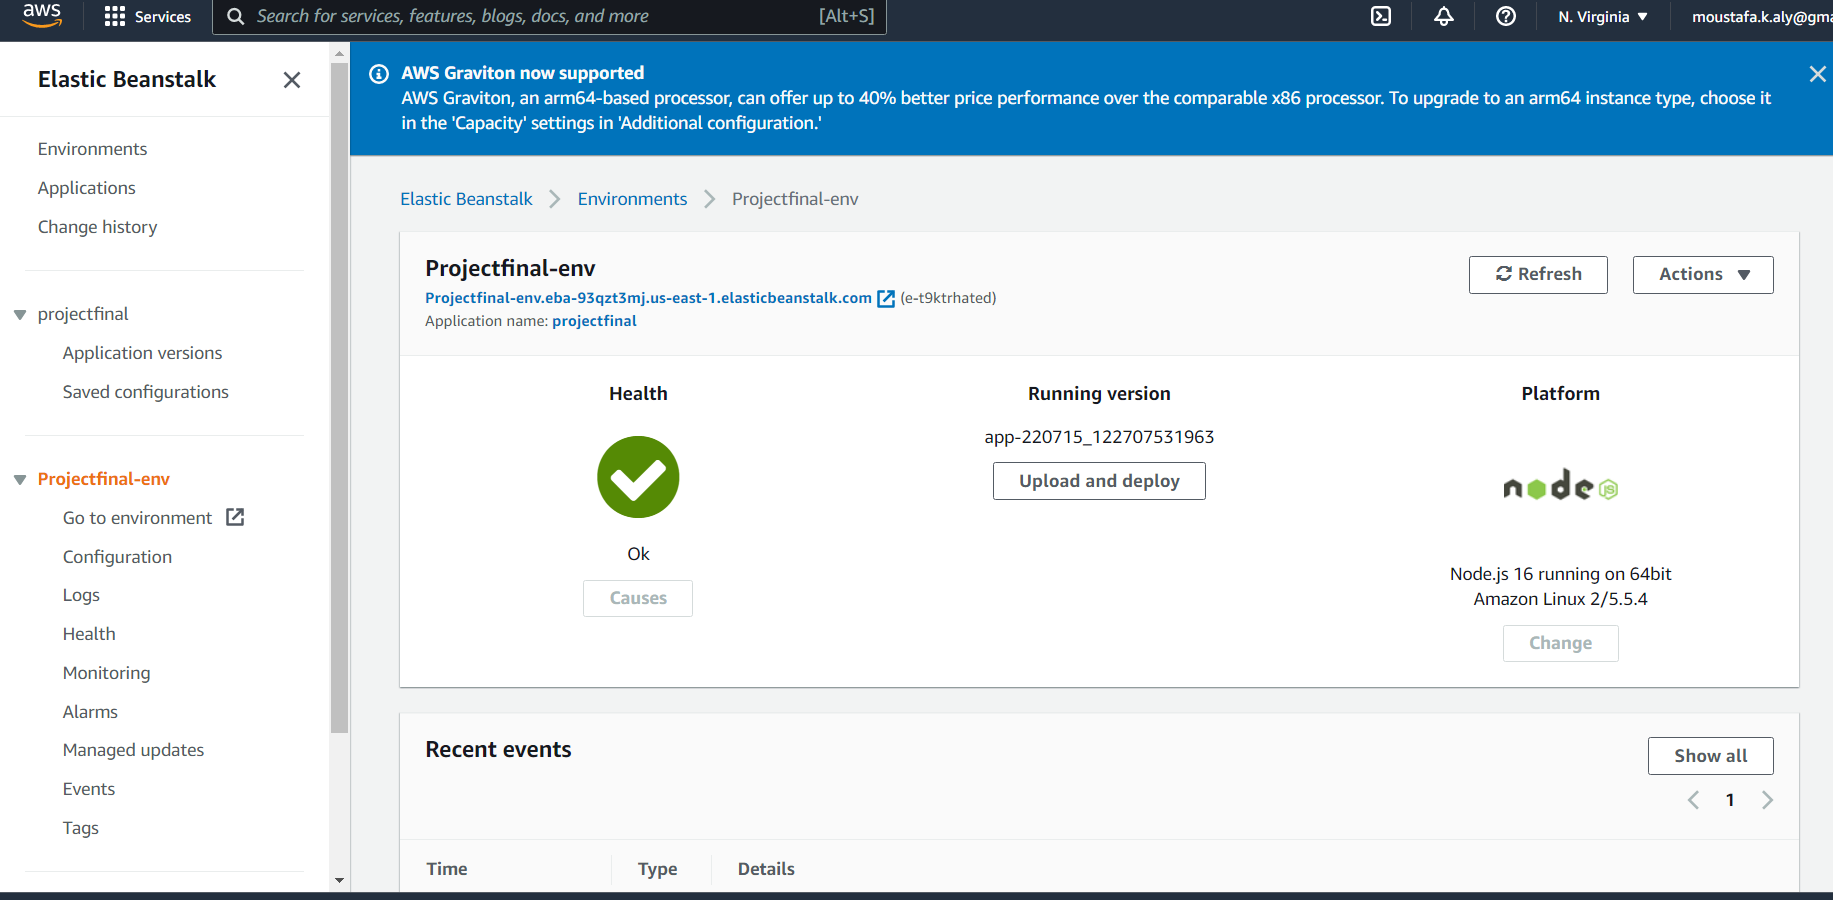 aws
Services
Search for services, features, blogs, docs, and more
[Alt+S]
N. Virginia
moustafa.k.aly@gma
Elastic Beanstalk
Environments
Applications
Change history
projectfinal
Application versions
Saved configurations
Projectfinal-env
Go to environment
Configuration
Logs
Health
Monitoring
Alarms
Managed updates
Events
Tags
AWS Graviton now supported
AWS Graviton, an arm64-based processor, can offer up to 40% better price performance over the comparable x86 processor. To upgrade to an arm64 instance type, choose it
in the 'Capacity' settings in 'Additional configuration.'
Elastic Beanstalk
Environments
Projectfinal-env
Projectfinal-env
Projectfinal-env.eba-93qzt3mj.us-east-1.elasticbeanstalk.com (e-t9ktrhated)
Application name: projectfinal
Refresh
Actions
Health
Ok
Causes
Running version
app-220715_122707531963
Upload and deploy
Platform
node JS
Node.js 16 running on 64bit
Amazon Linux 2/5.5.4
Change
Recent events
Show all
1
Time
Type
Details